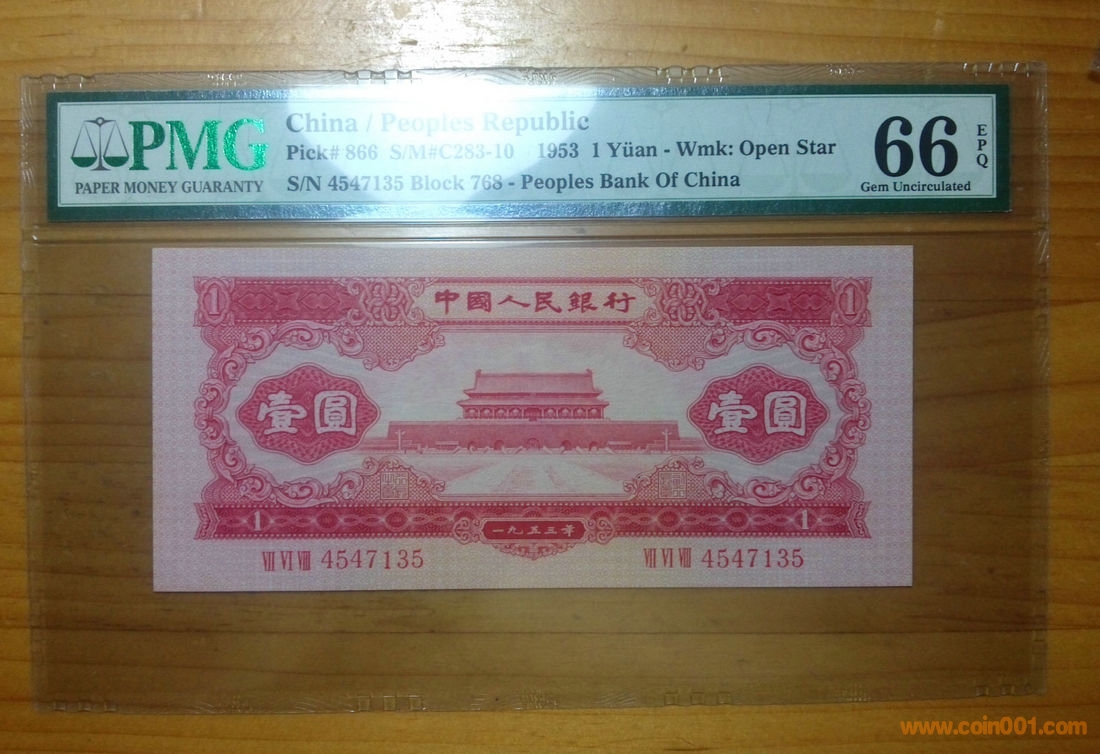 PMG
PAPER MONEY GUARANTY
China / Peoples Republic
Pick# 866 S/M#C283-10 1953 1 Yüan - Wmk: Open Star
S/N 4547135 Block 768 - Peoples Bank Of China
66
EPQ
Gem Uncirculated
1 中國人民銀行 1
壹圓 壹圓
1 一九五三年 1
VII VI VIII 4547135 VII VI VIII 4547135
www.coin001.com